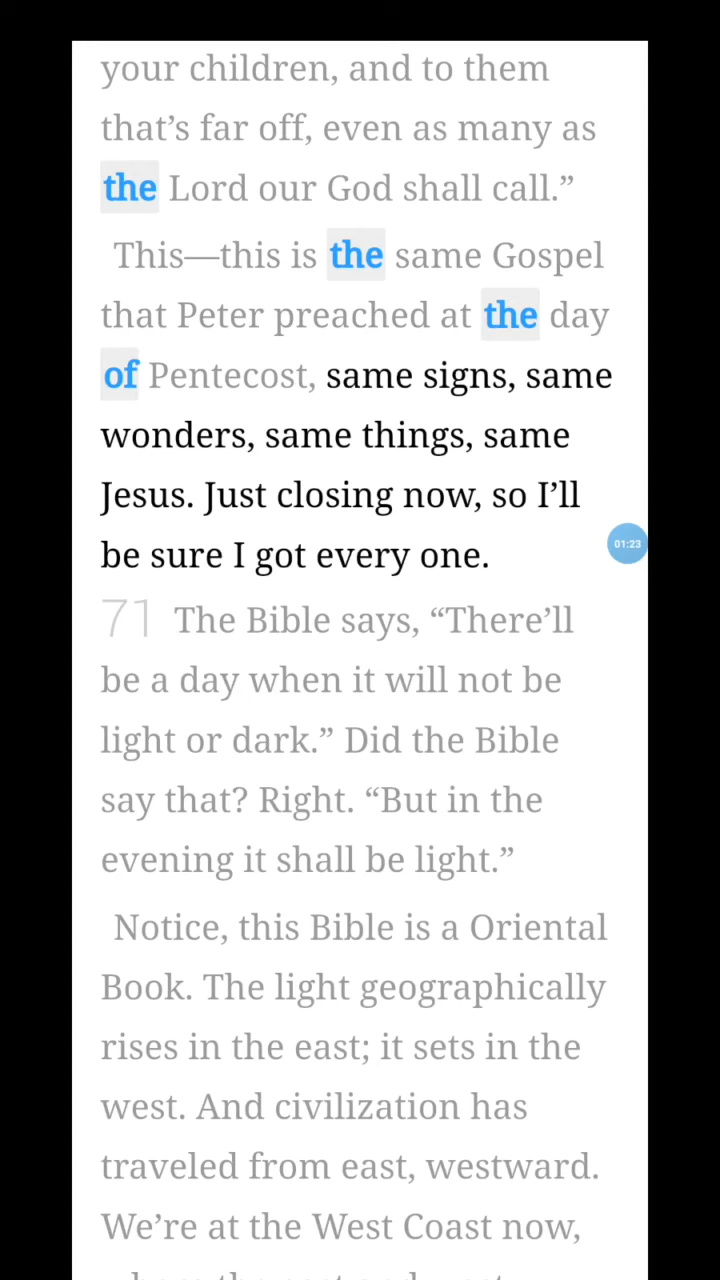 your children, and to them
that’s far off, even as many as
the Lord our God shall call.”
This—this is the same Gospel
that Peter preached at the day
of Pentecost, same signs, same
wonders, same things, same
Jesus. Just closing now, so I’ll
be sure I got every one.
01:23
71 The Bible says, “There’ll
be a day when it will not be
light or dark.” Did the Bible
say that? Right. “But in the
evening it shall be light.”
Notice, this Bible is a Oriental
Book. The light geographically
rises in the east; it sets in the
west. And civilization has
traveled from east, westward.
We’re at the West Coast now,